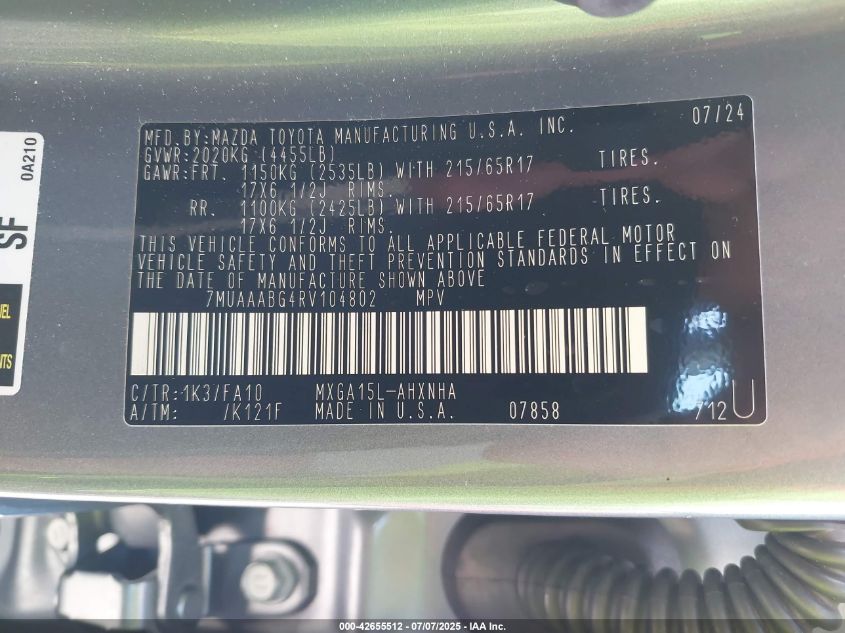 MFD.BY:MAZDA TOYOTA MANUFACTURING U.S.A. INC. 07/24
GVWR:2020KG (4455LB)
GAWR:FRT. 1150KG (2535LB) WITH 215/65R17 TIRES.
17X6 1/2J RIMS.
RR. 1100KG (2425LB) WITH 215/65R17 TIRES.
17X6 1/2J RIMS.
THIS VEHICLE CONFORMS TO ALL APPLICABLE FEDERAL MOTOR
VEHICLE SAFETY AND THEFT PREVENTION STANDARDS IN EFFECT ON
THE DATE OF MANUFACTURE SHOWN ABOVE
7MUAAABG4RV104802 MPV
C/TR:1K3/FA10 MXGA15L-AHXNHA
A/TM: /K121F MADE IN U.S.A. 07858 712U
0A210
SF
000-42655512 / 07/07/2025 - IAA Inc.